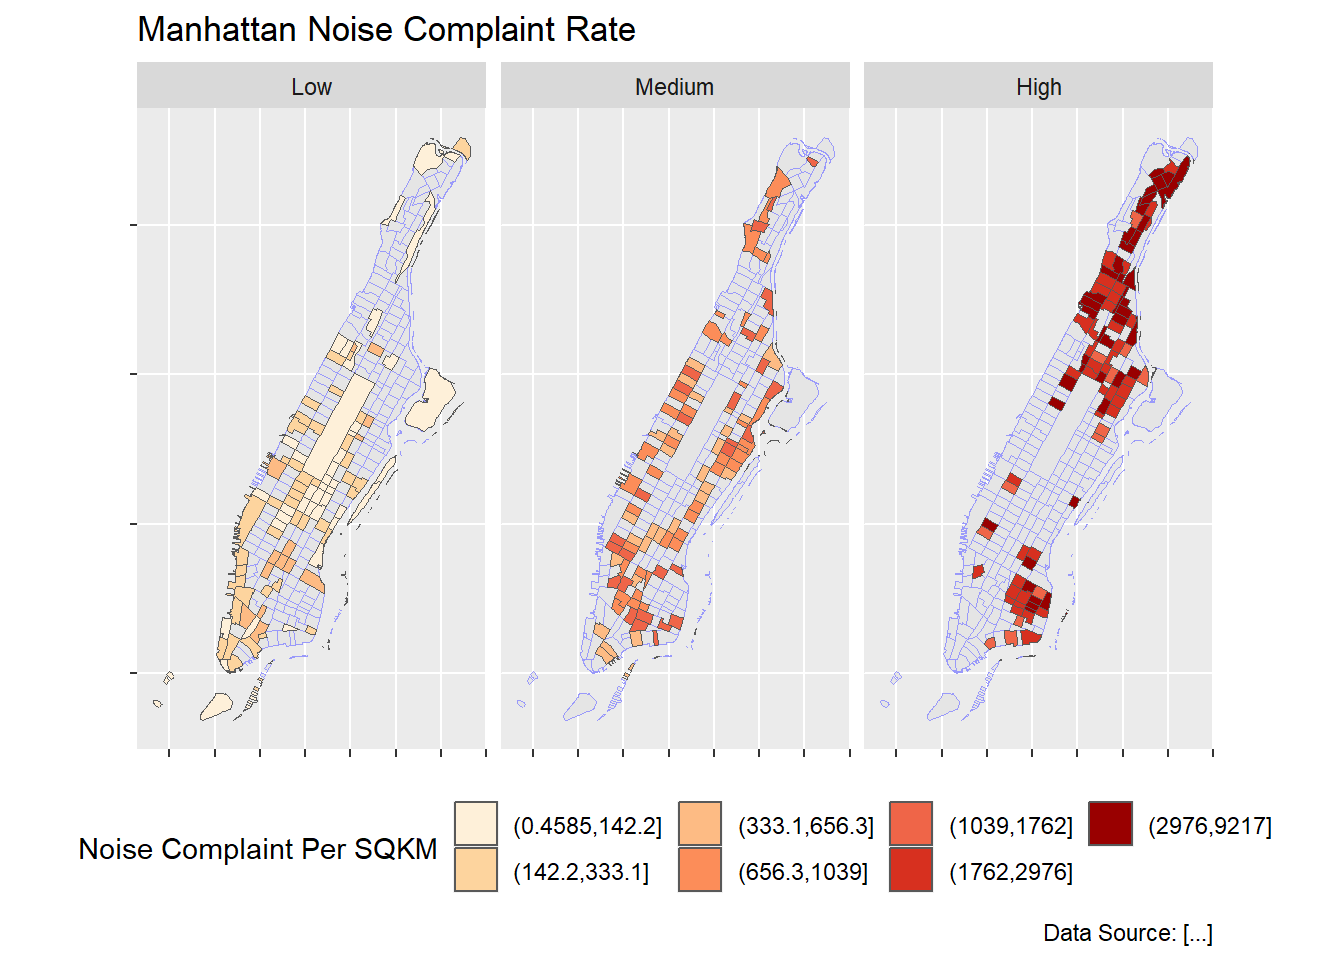 Manhattan Noise Complaint Rate
Low Medium High
Noise Complaint Per SQKM
(0.4585,142.2] (333.1,656.3] (1039,1762] (2976,9217]
(142.2,333.1] (656.3,1039] (1762,2976]
Data Source: [...]